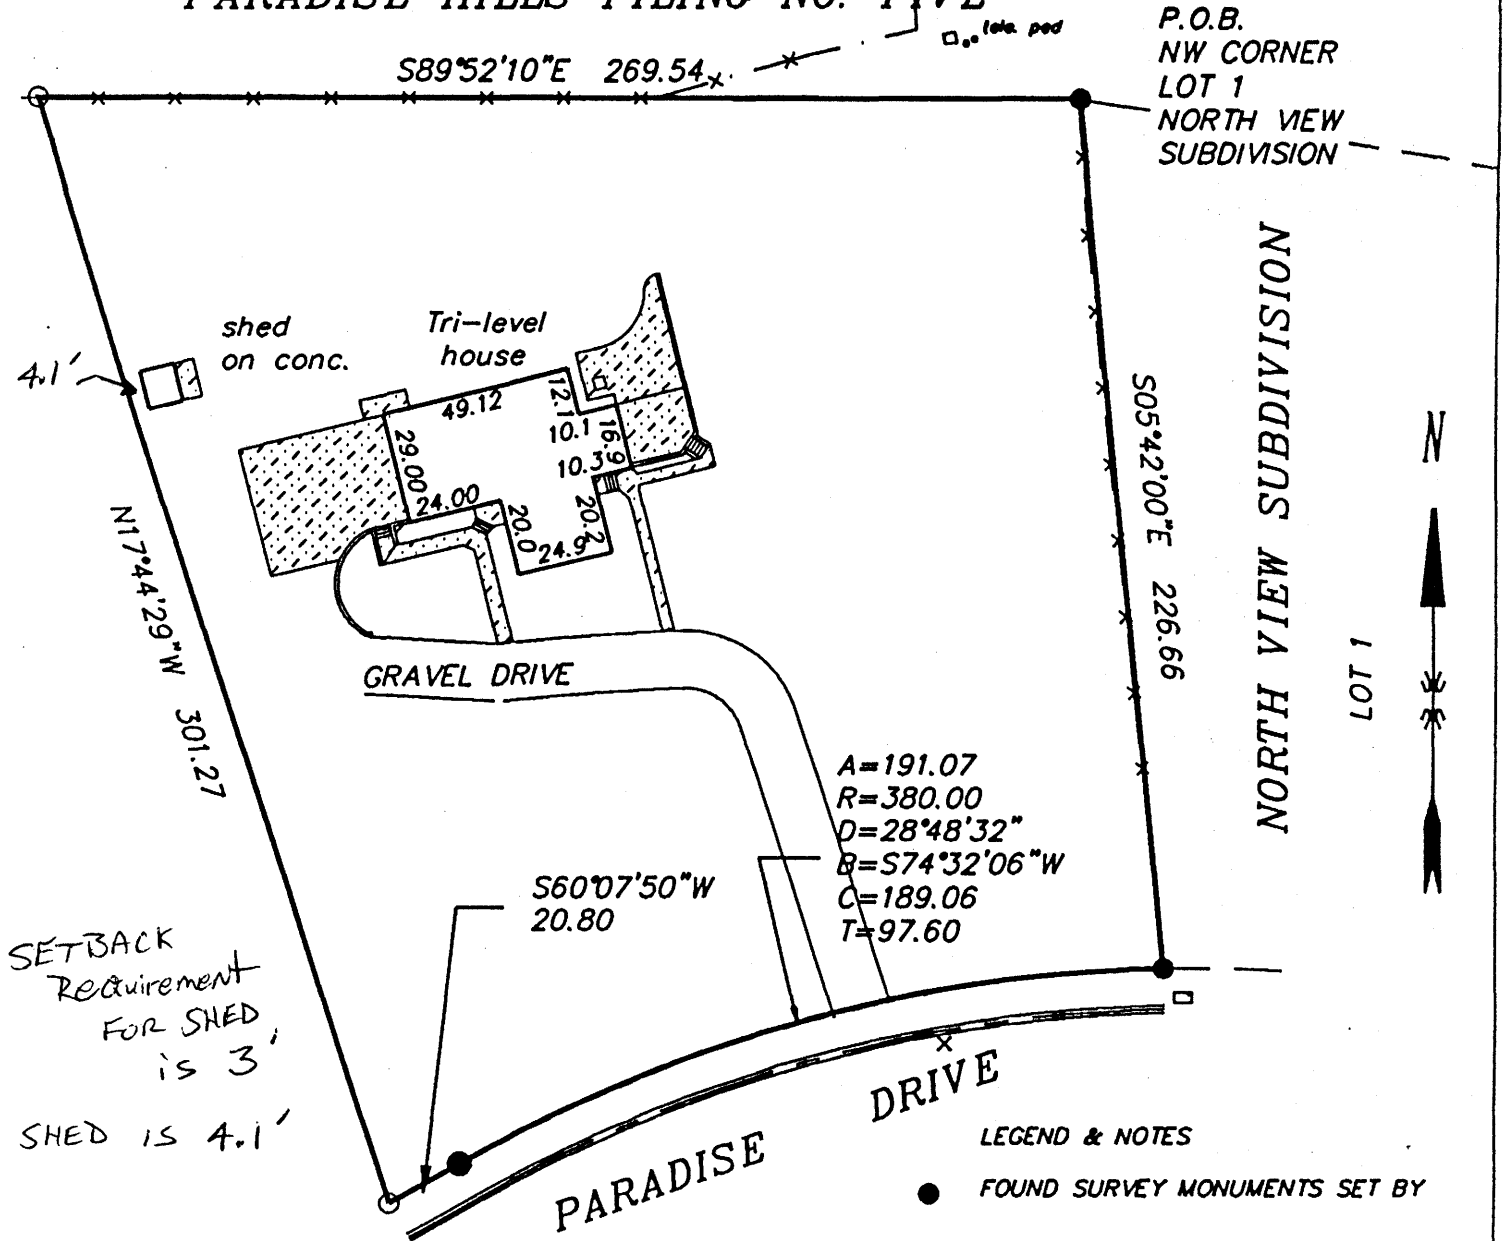 PARADISE HILLS FILING NO. FIVE
tele. ped
P.O.B.
NW CORNER
LOT 1
NORTH VIEW
SUBDIVISION
S89°52'10"E 269.54
shed
on conc.
Tri-level
house
4.1'
49.12
12.1
10.1
16.9
10.3
29.00
24.00
20.0
24.9
20.2
S05°42'00"E 226.66
NORTH VIEW SUBDIVISION
LOT 1
N
N17°44'29"W 301.27
GRAVEL DRIVE
A=191.07
R=380.00
D=28°48'32"
B=S74°32'06"W
C=189.06
T=97.60
S60°07'50"W
20.80
SETBACK
Requirement
FOR SHED
is 3'
SHED IS 4.1'
PARADISE DRIVE
LEGEND & NOTES
FOUND SURVEY MONUMENTS SET BY